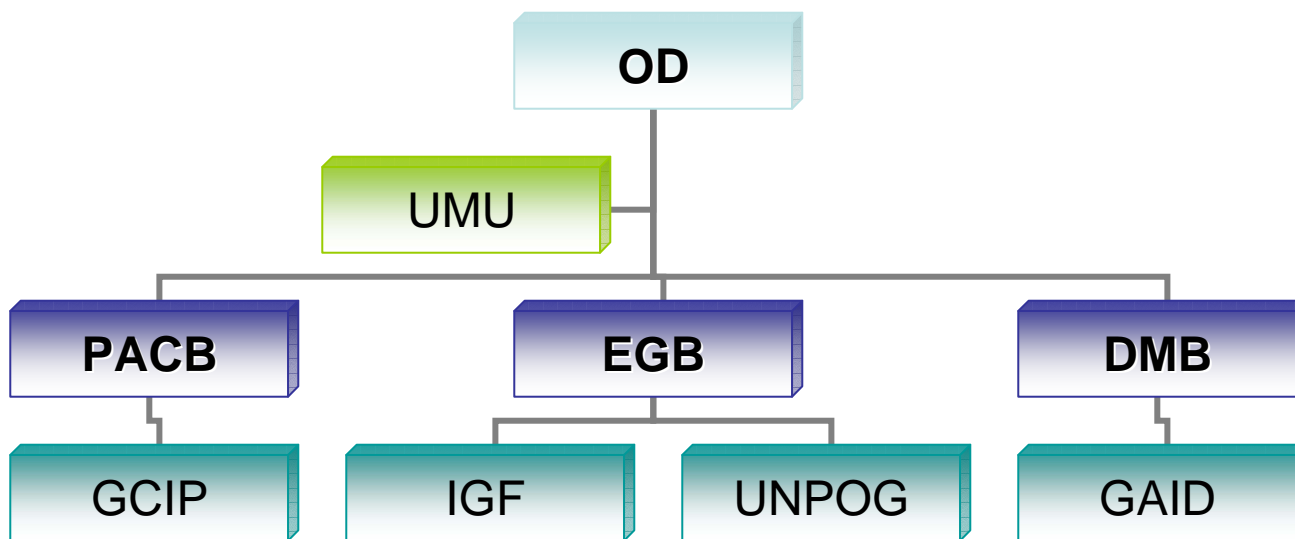 OD
UMU
PACB
EGB
DMB
GCIP
IGF
UNPOG
GAID